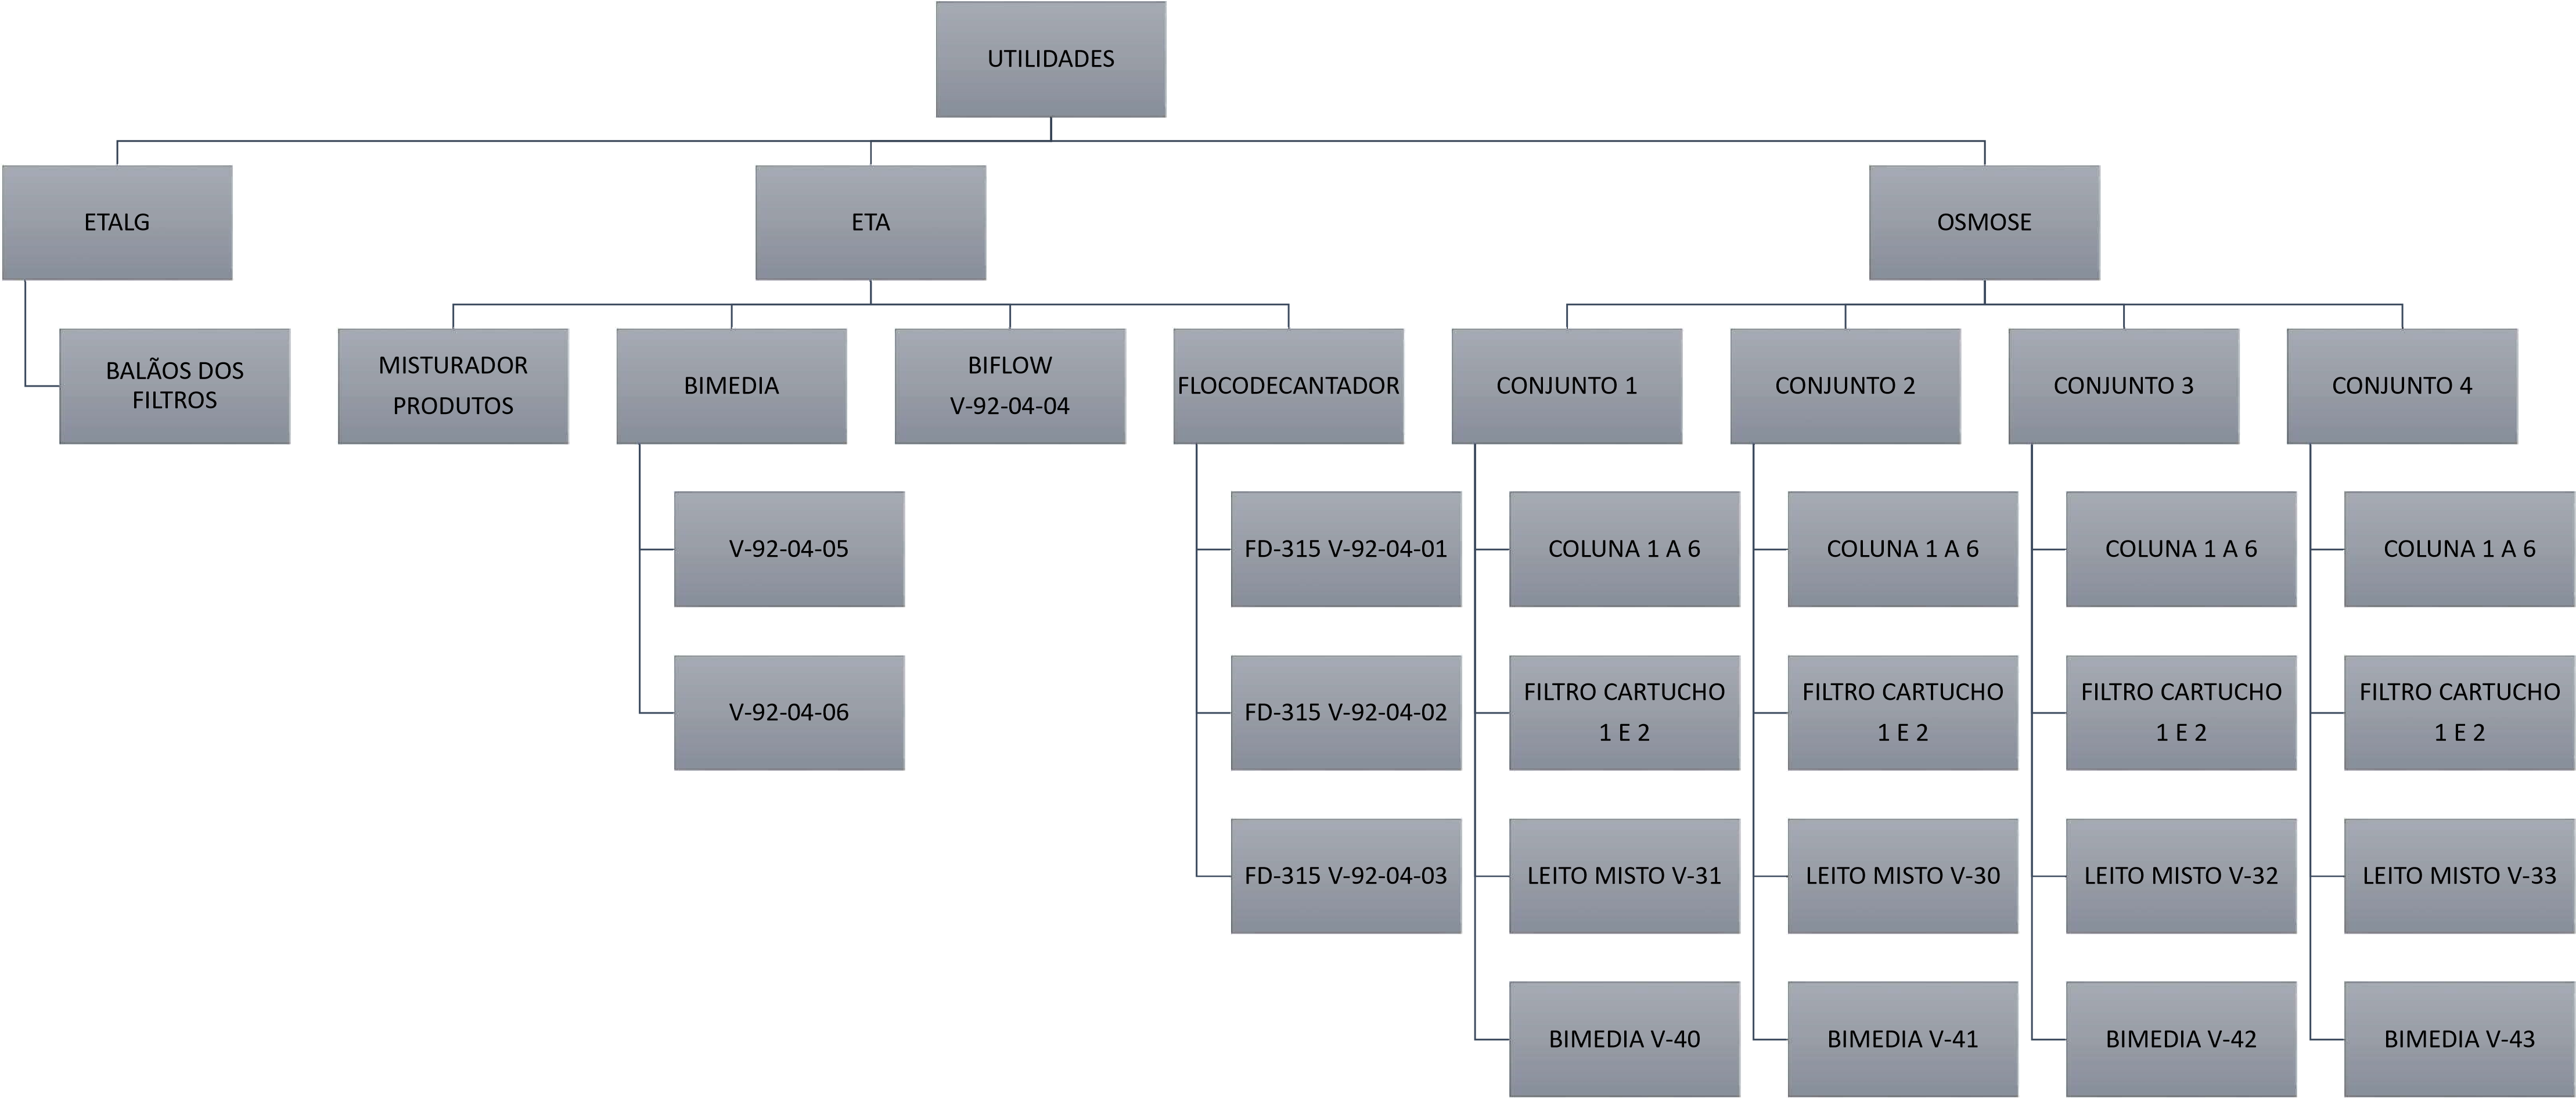 UTILIDADES
ETALG
ETA
OSMOSE
BALÃOS DOS
FILTROS
MISTURADOR
PRODUTOS
BIMEDIA
BIFLOW
V-92-04-04
FLOCODECANTADOR
CONJUNTO 1
CONJUNTO 2
CONJUNTO 3
CONJUNTO 4
V-92-04-05
FD-315 V-92-04-01
COLUNA 1 A 6
COLUNA 1 A 6
COLUNA 1 A 6
COLUNA 1 A 6
V-92-04-06
FD-315 V-92-04-02
FILTRO CARTUCHO
1 E 2
FILTRO CARTUCHO
1 E 2
FILTRO CARTUCHO
1 E 2
FILTRO CARTUCHO
1 E 2
FD-315 V-92-04-03
LEITO MISTO V-31
LEITO MISTO V-30
LEITO MISTO V-32
LEITO MISTO V-33
BIMEDIA V-40
BIMEDIA V-41
BIMEDIA V-42
BIMEDIA V-43